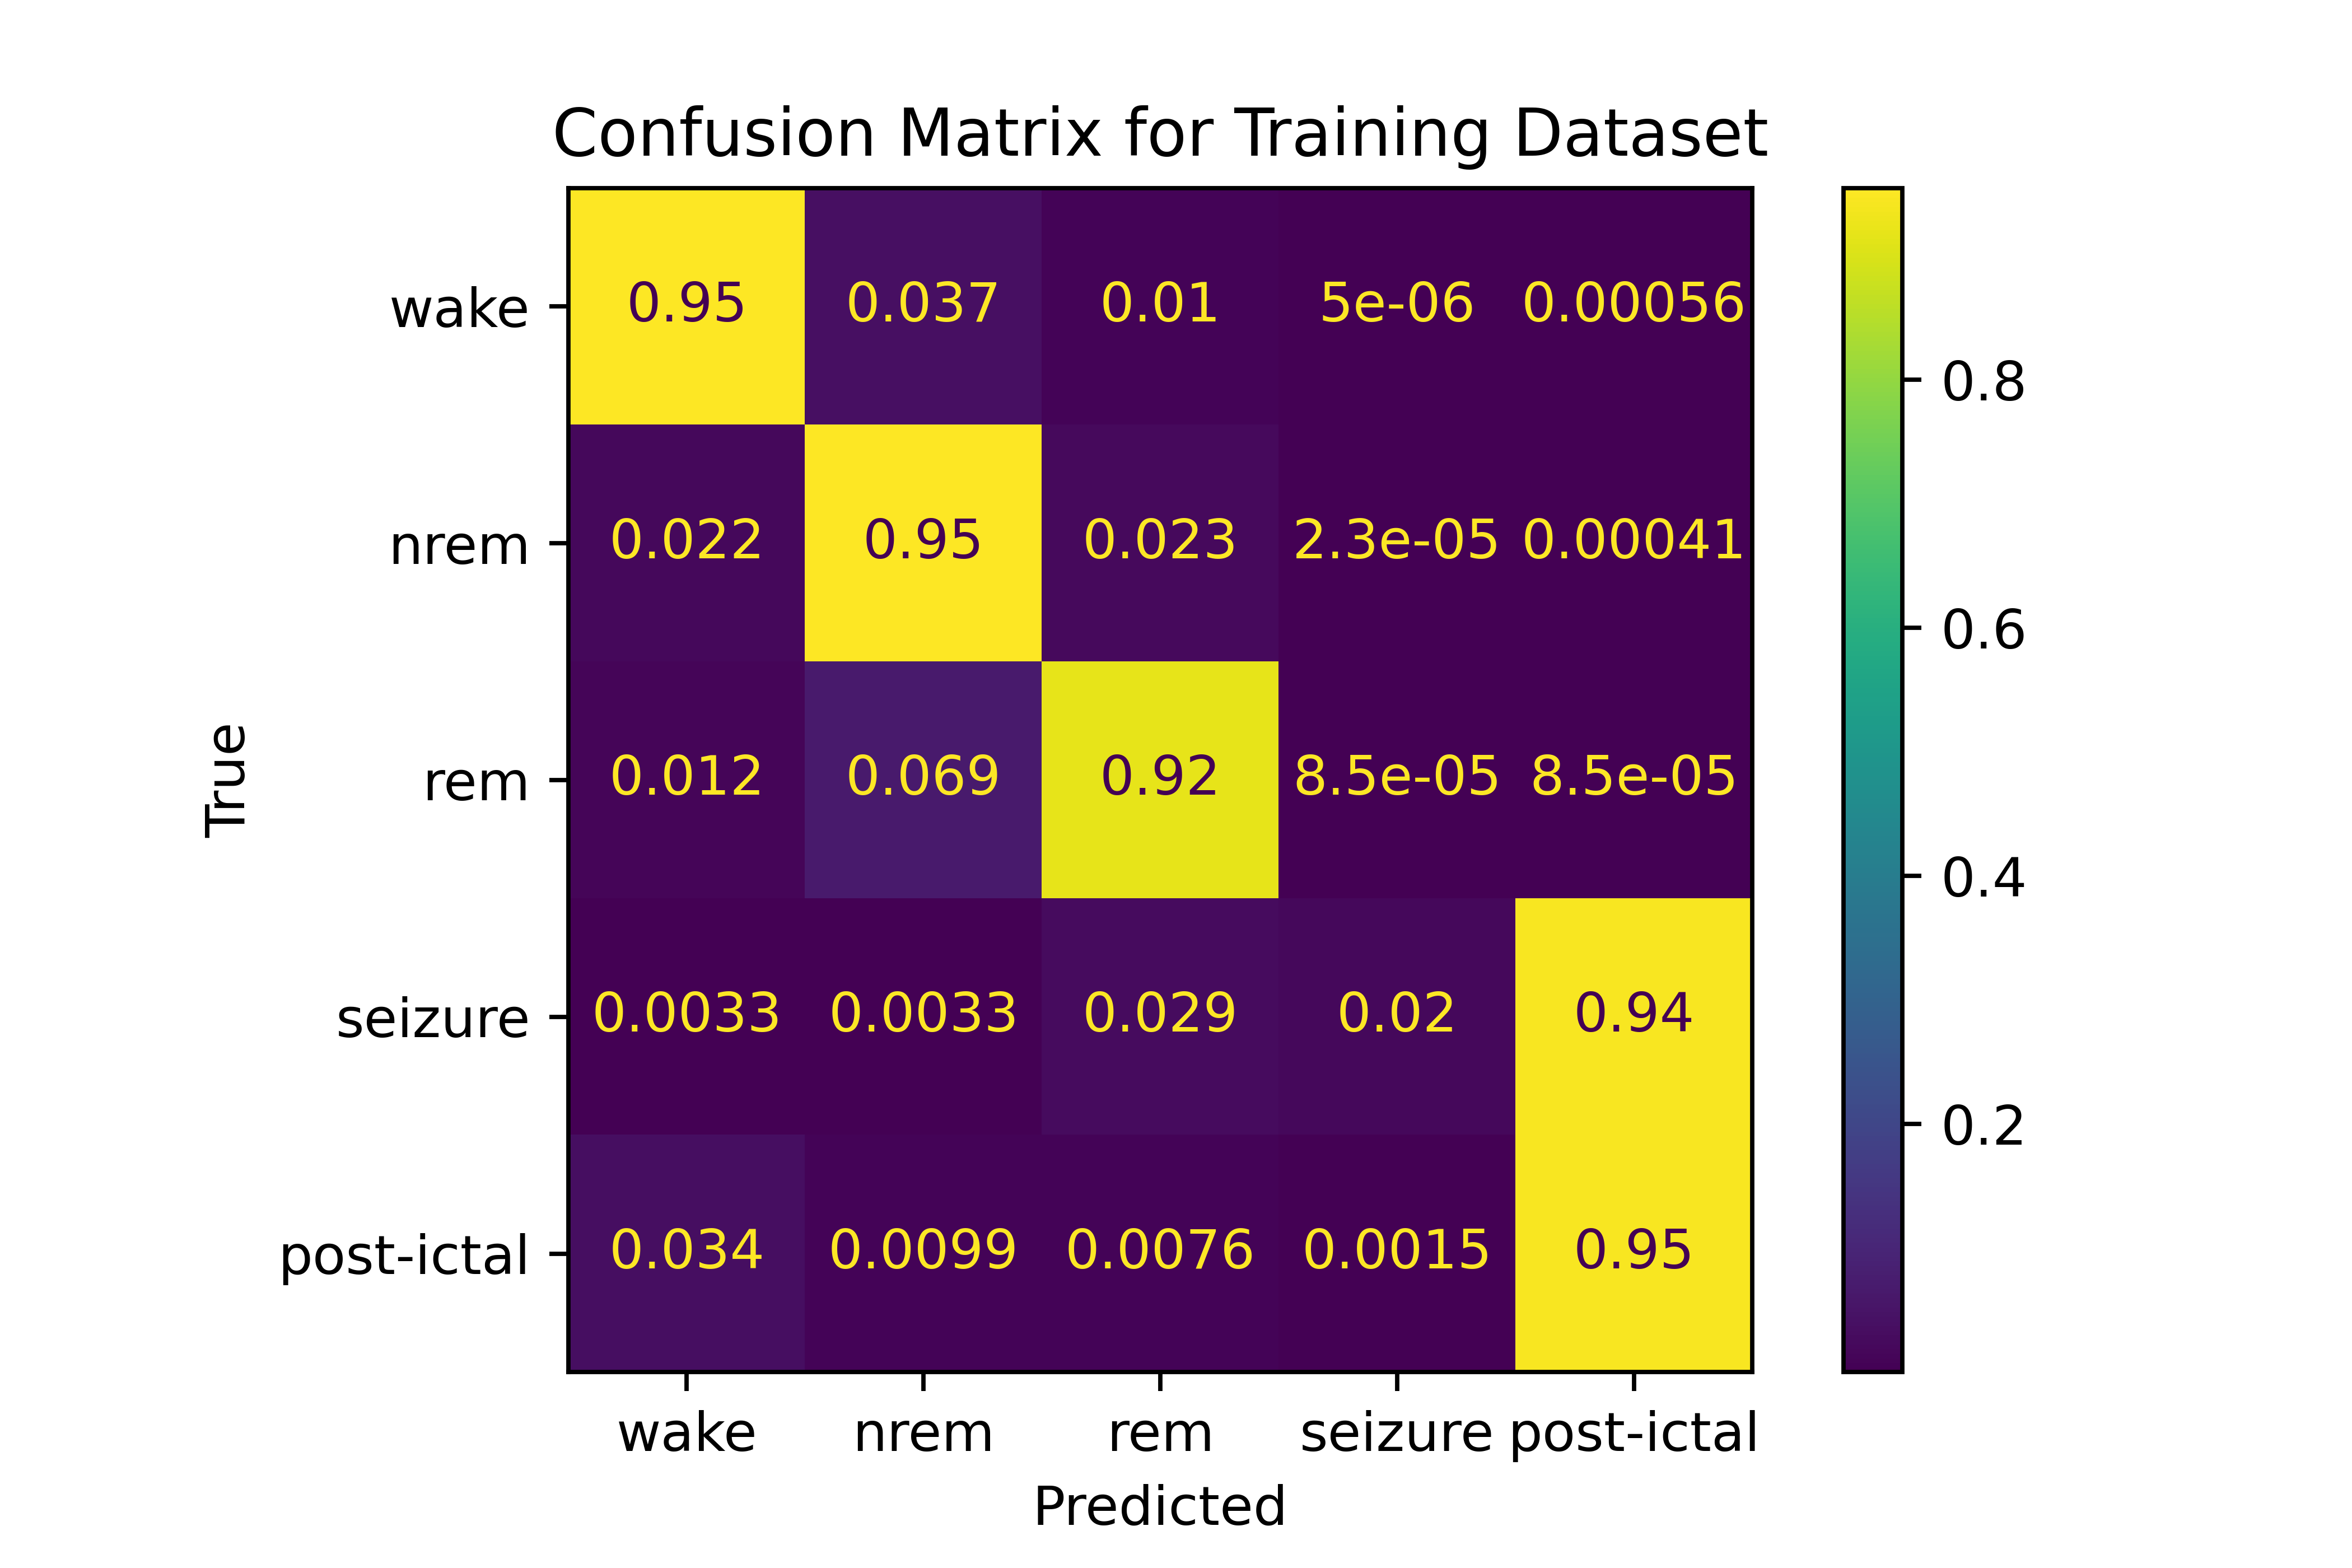 Confusion Matrix for Training Dataset
wake 0.95 0.037 0.01 5e-06 0.00056
0.8
nrem 0.022 0.95 0.023 2.3e-05 0.00041
0.6
True
rem 0.012 0.069 0.92 8.5e-05 8.5e-05
0.4
seizure 0.0033 0.0033 0.029 0.02 0.94
0.2
post-ictal 0.034 0.0099 0.0076 0.0015 0.95
wake nrem rem seizure post-ictal
Predicted